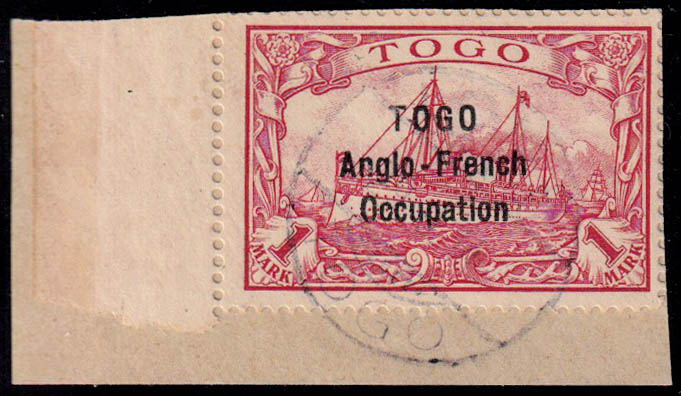 TOGO
TOGO
Anglo-French
Occupation
1 1
MARK MARK